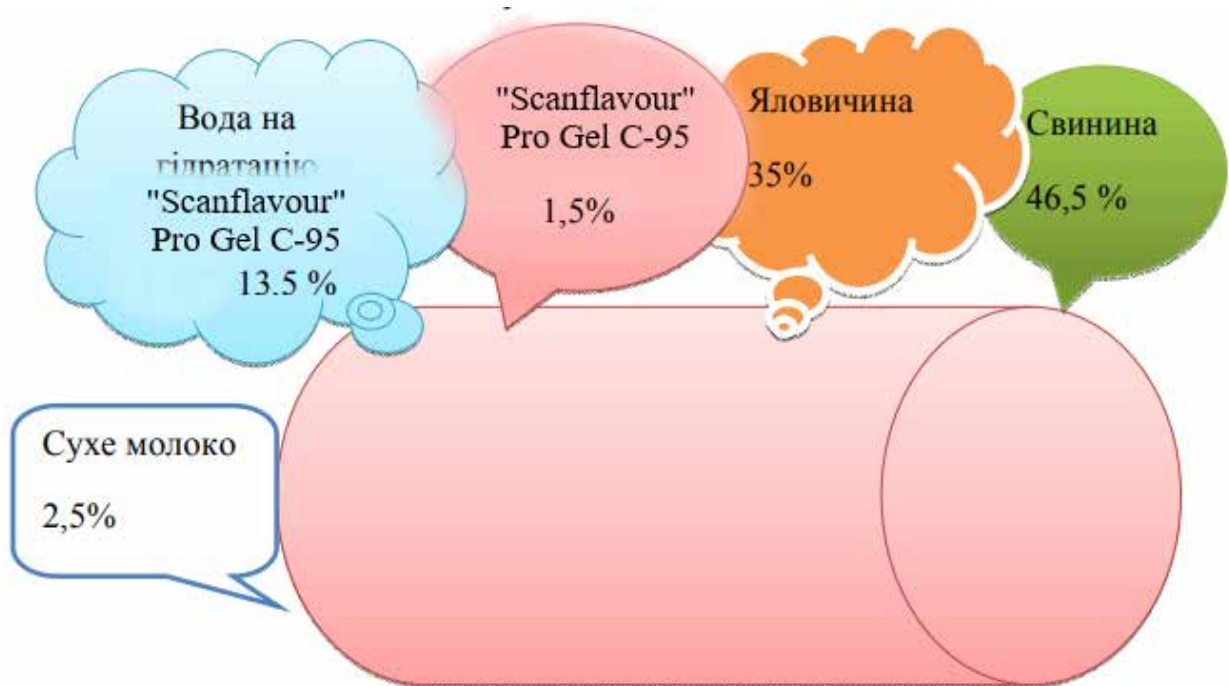 Вода на
гідратацію
"Scanflavour"
Pro Gel C-95
13.5 %
"Scanflavour"
Pro Gel C-95
1,5%
Яловичина
35%
Свинина
46,5 %
Сухе молоко
2,5%